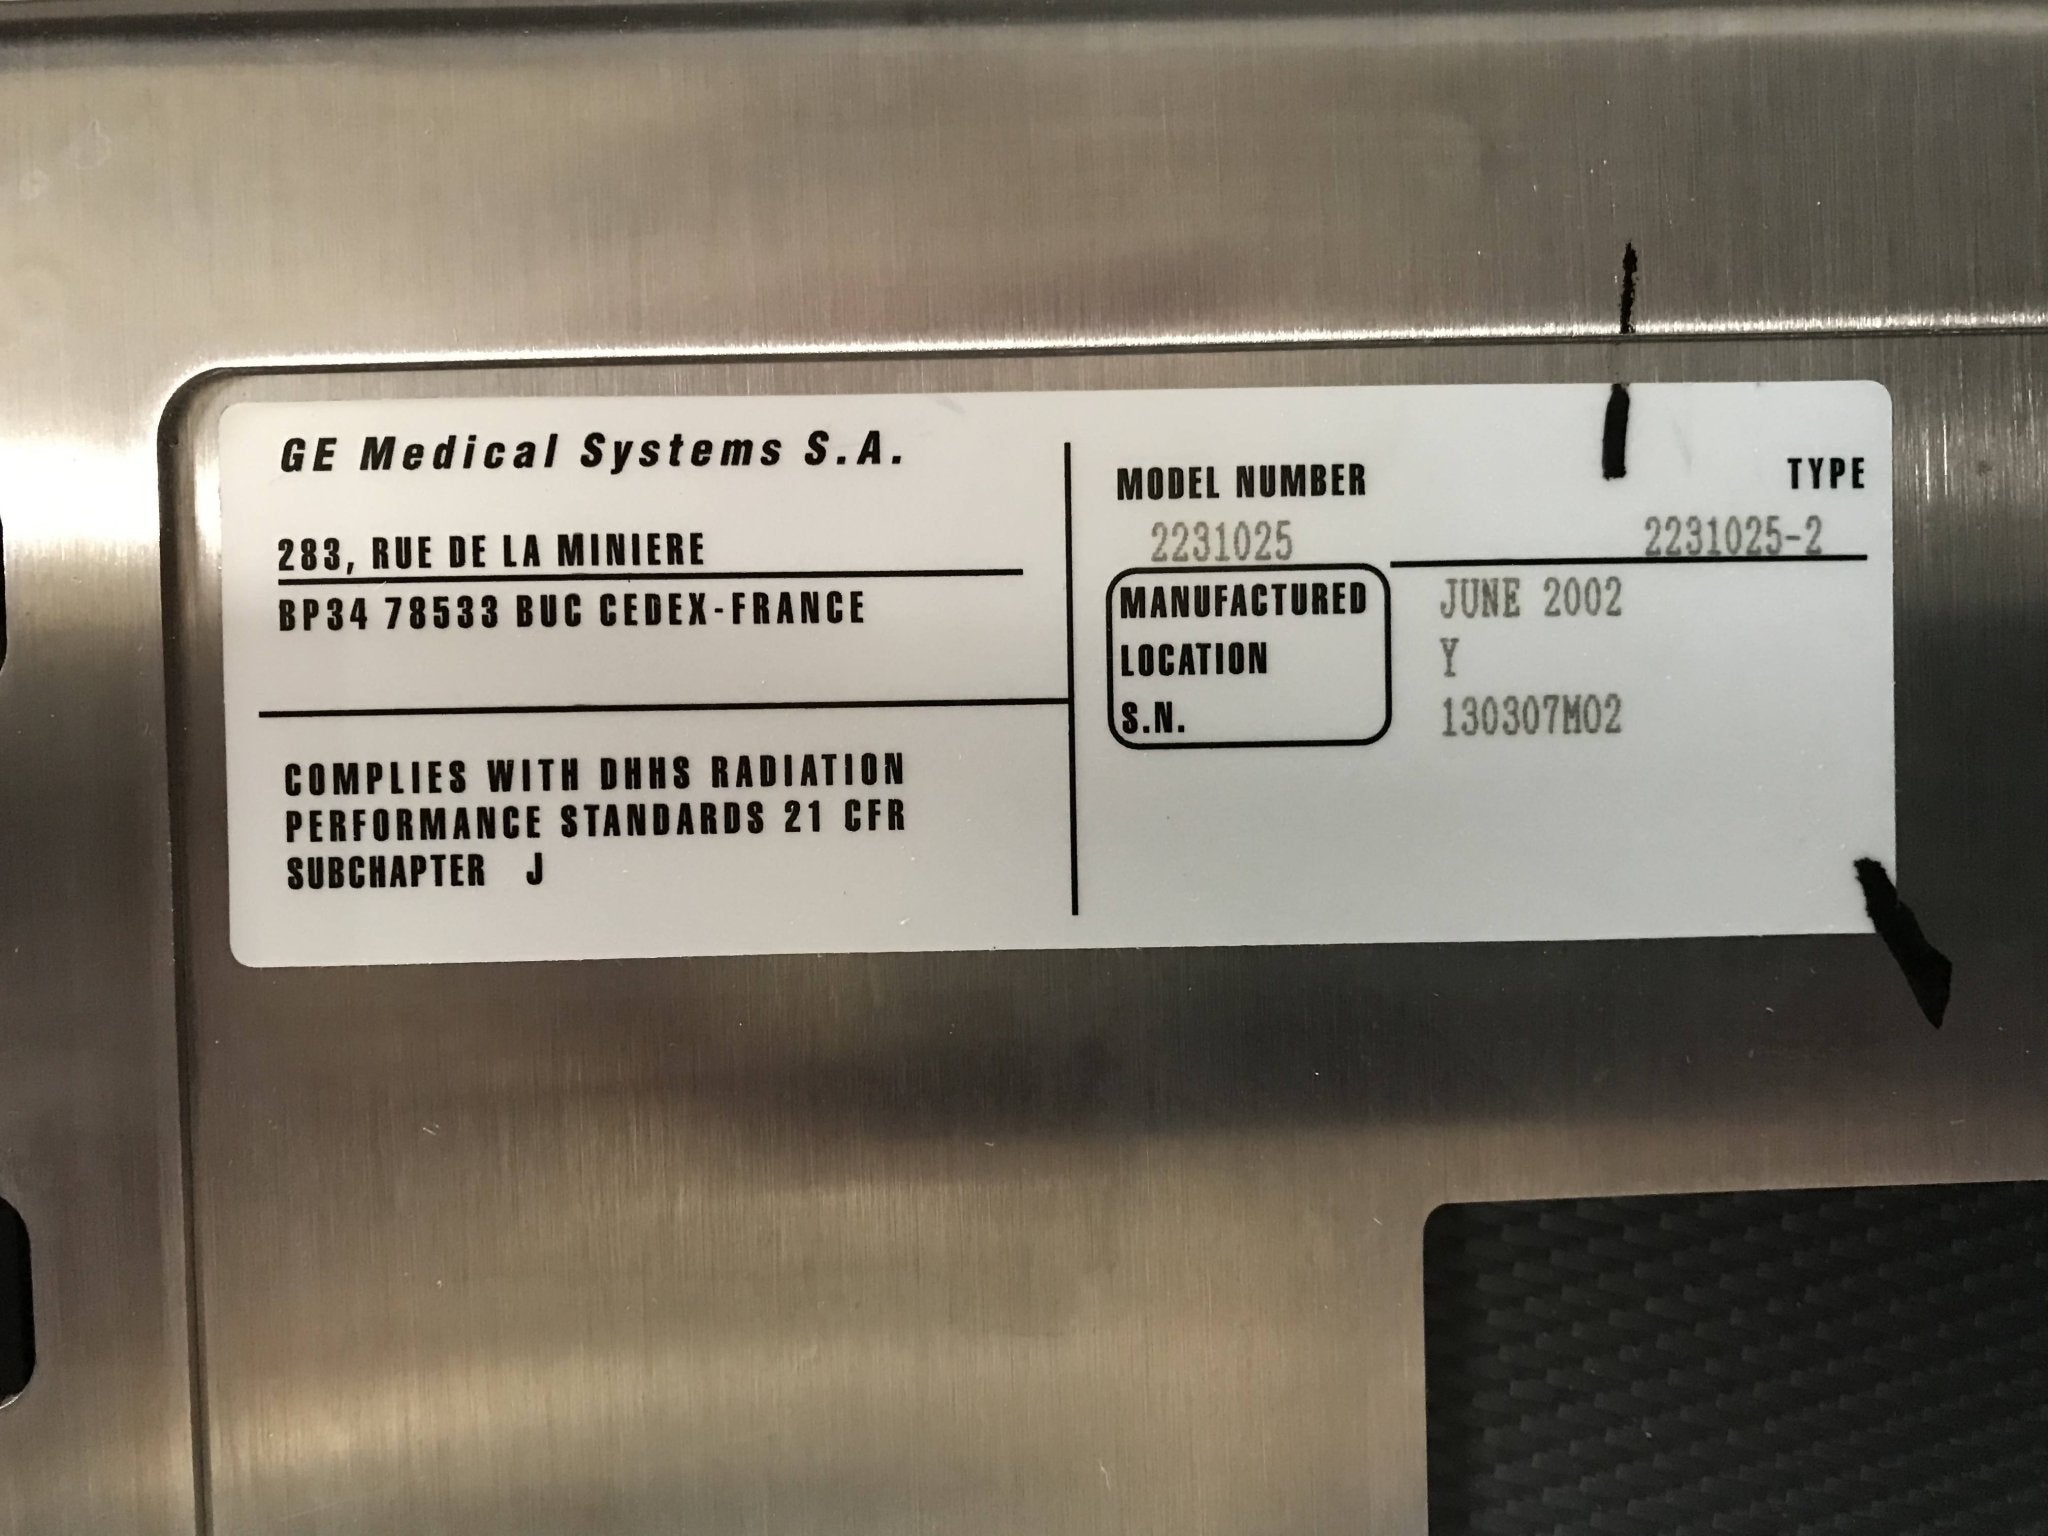 GE Medical Systems S.A.
283, RUE DE LA MINIERE
BP34 78533 BUC CEDEX-FRANCE
COMPLIES WITH DHHS RADIATION
PERFORMANCE STANDARDS 21 CFR
SUBCHAPTER J
MODEL NUMBER TYPE
2231025 2231025-2
MANUFACTURED JUNE 2002
LOCATION Y
S.N. 130307M02